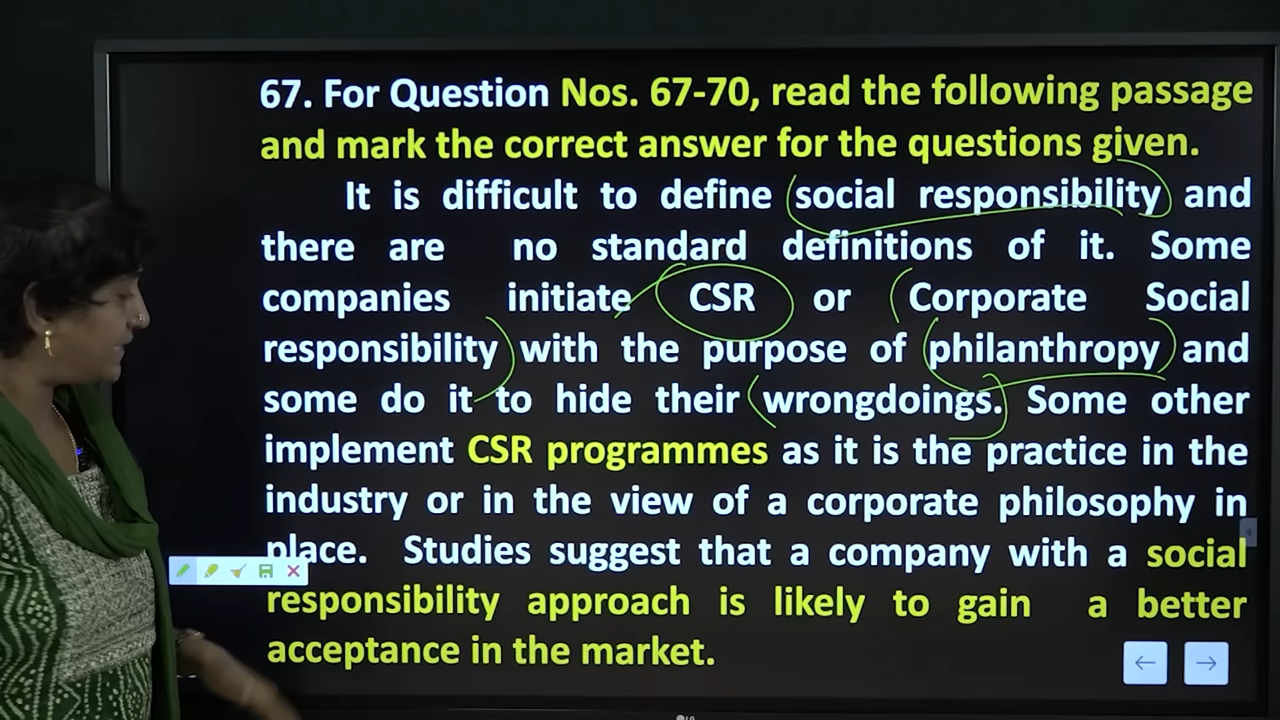 67. For Question Nos. 67-70, read the following passage
and mark the correct answer for the questions given.
It is difficult to define social responsibility and
there are no standard definitions of it. Some
companies initiate CSR or Corporate Social
responsibility with the purpose of philanthropy and
some do it to hide their wrongdoings. Some other
implement CSR programmes as it is the practice in the
industry or in the view of a corporate philosophy in
place. Studies suggest that a company with a social
responsibility approach is likely to gain a better
acceptance in the market.
LG